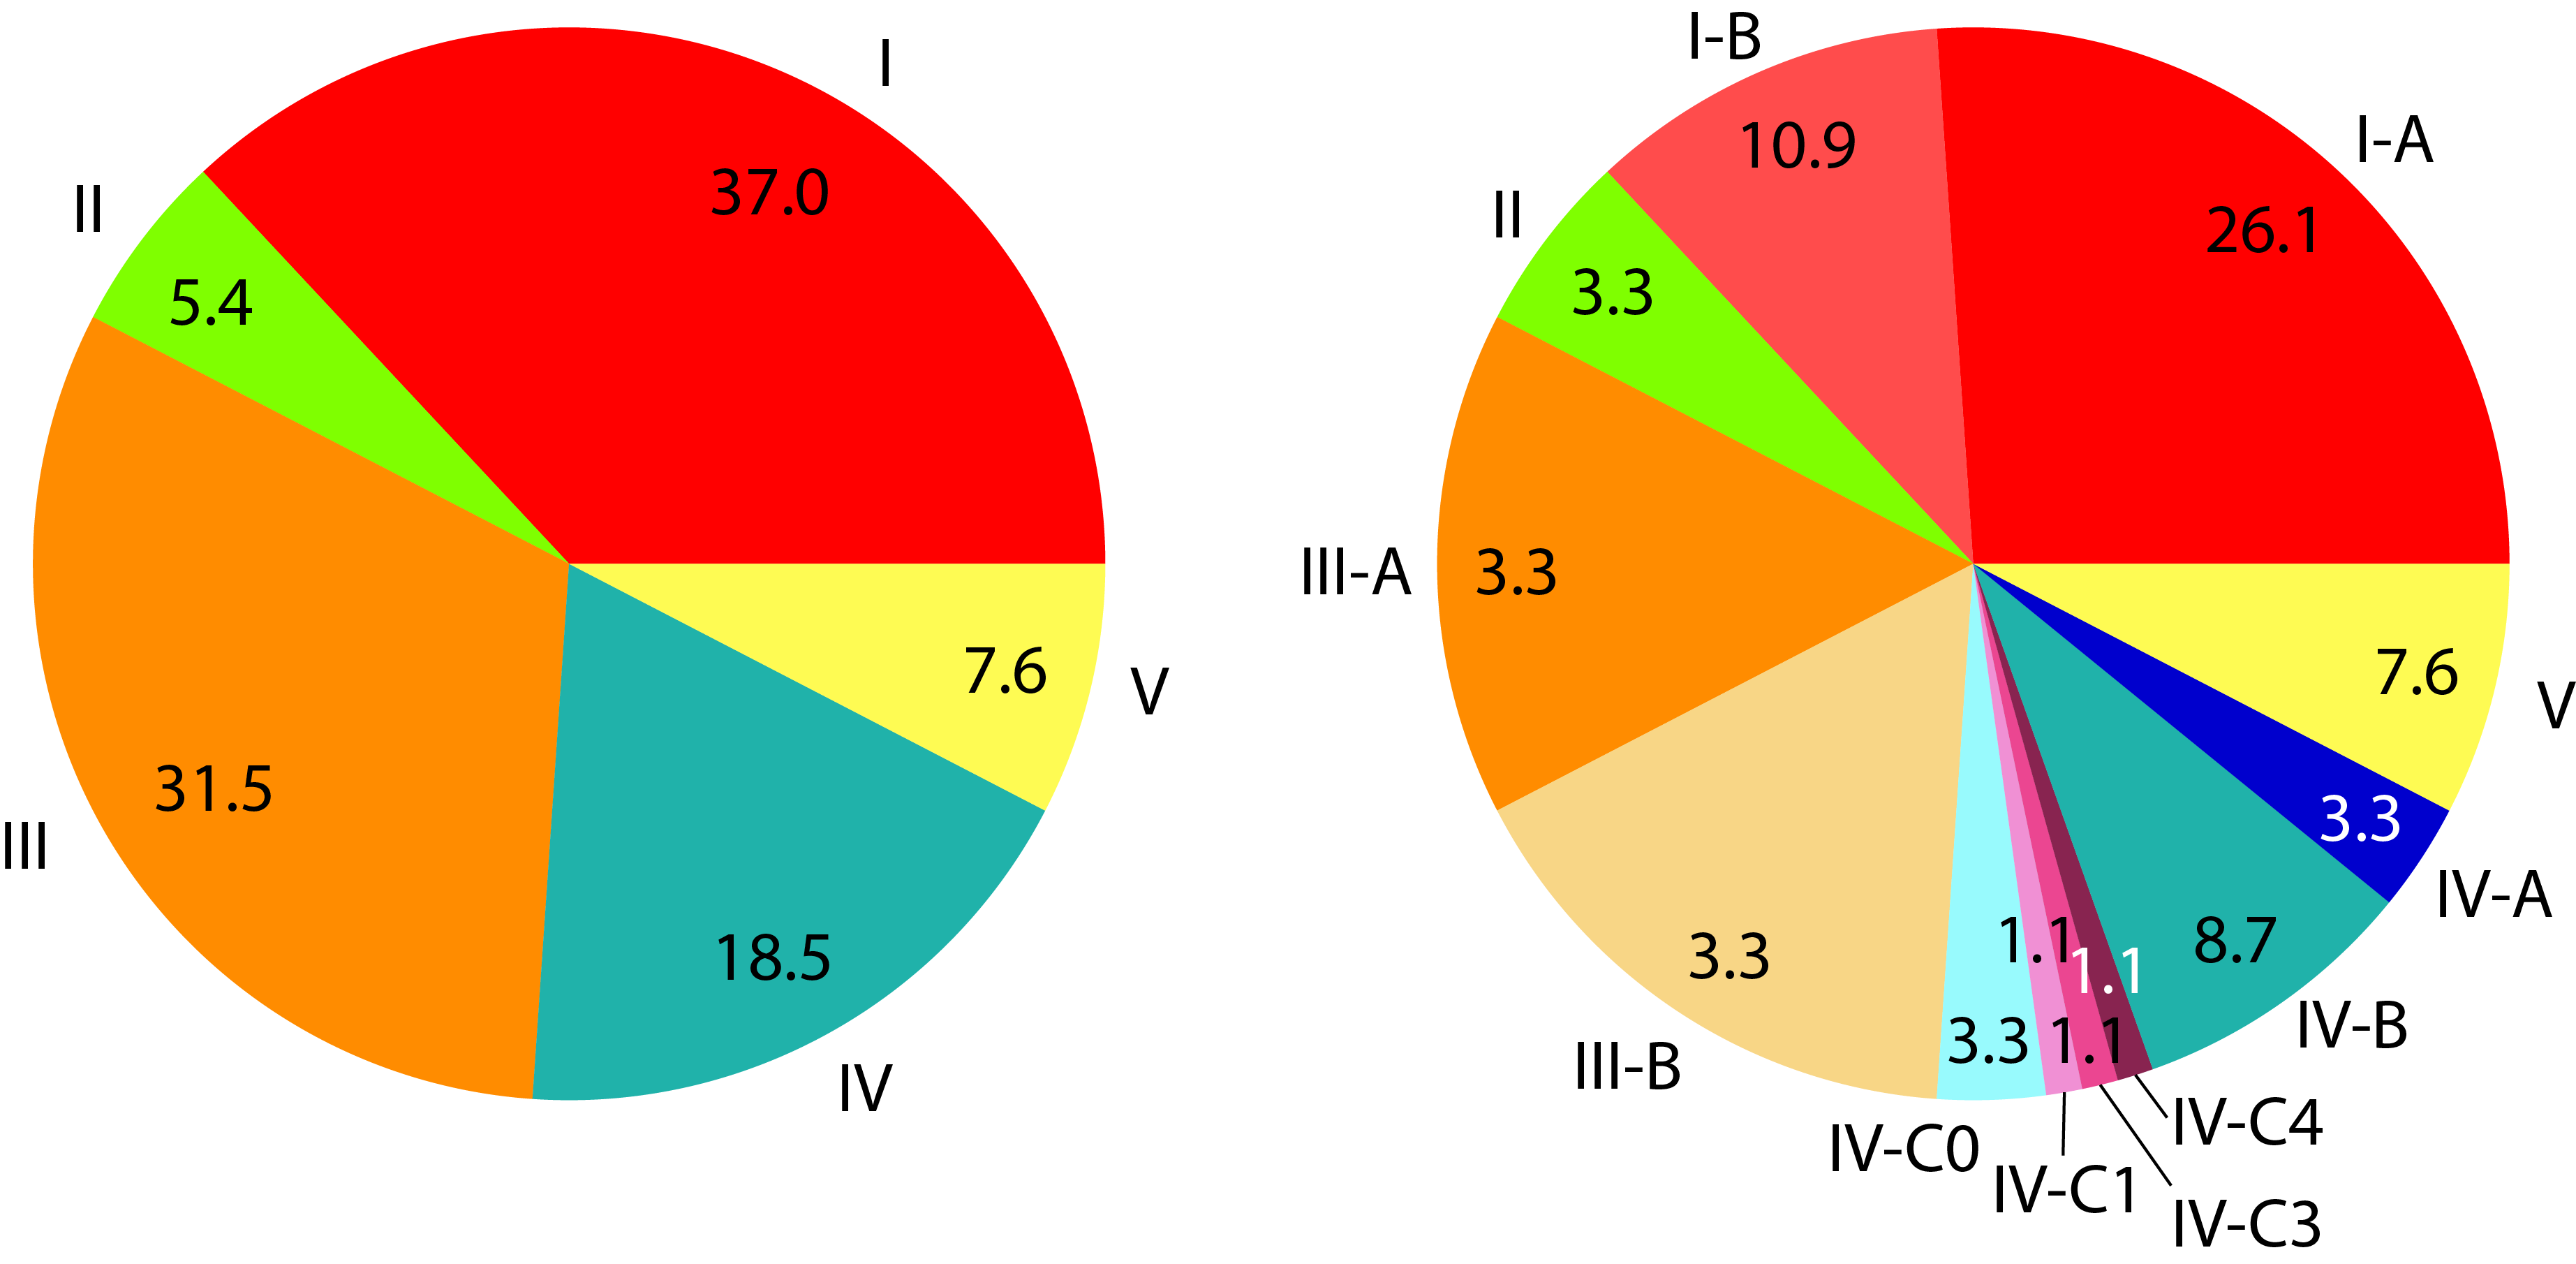 I
37.0
II
5.4
III
31.5
IV
18.5
V
7.6
I-B
10.9
I-A
26.1
II
3.3
III-A
3.3
III-B
3.3
IV-C0
3.3
IV-C1
1.1
IV-C3
1.1
IV-C4
1.1
IV-B
8.7
IV-A
3.3
V
7.6